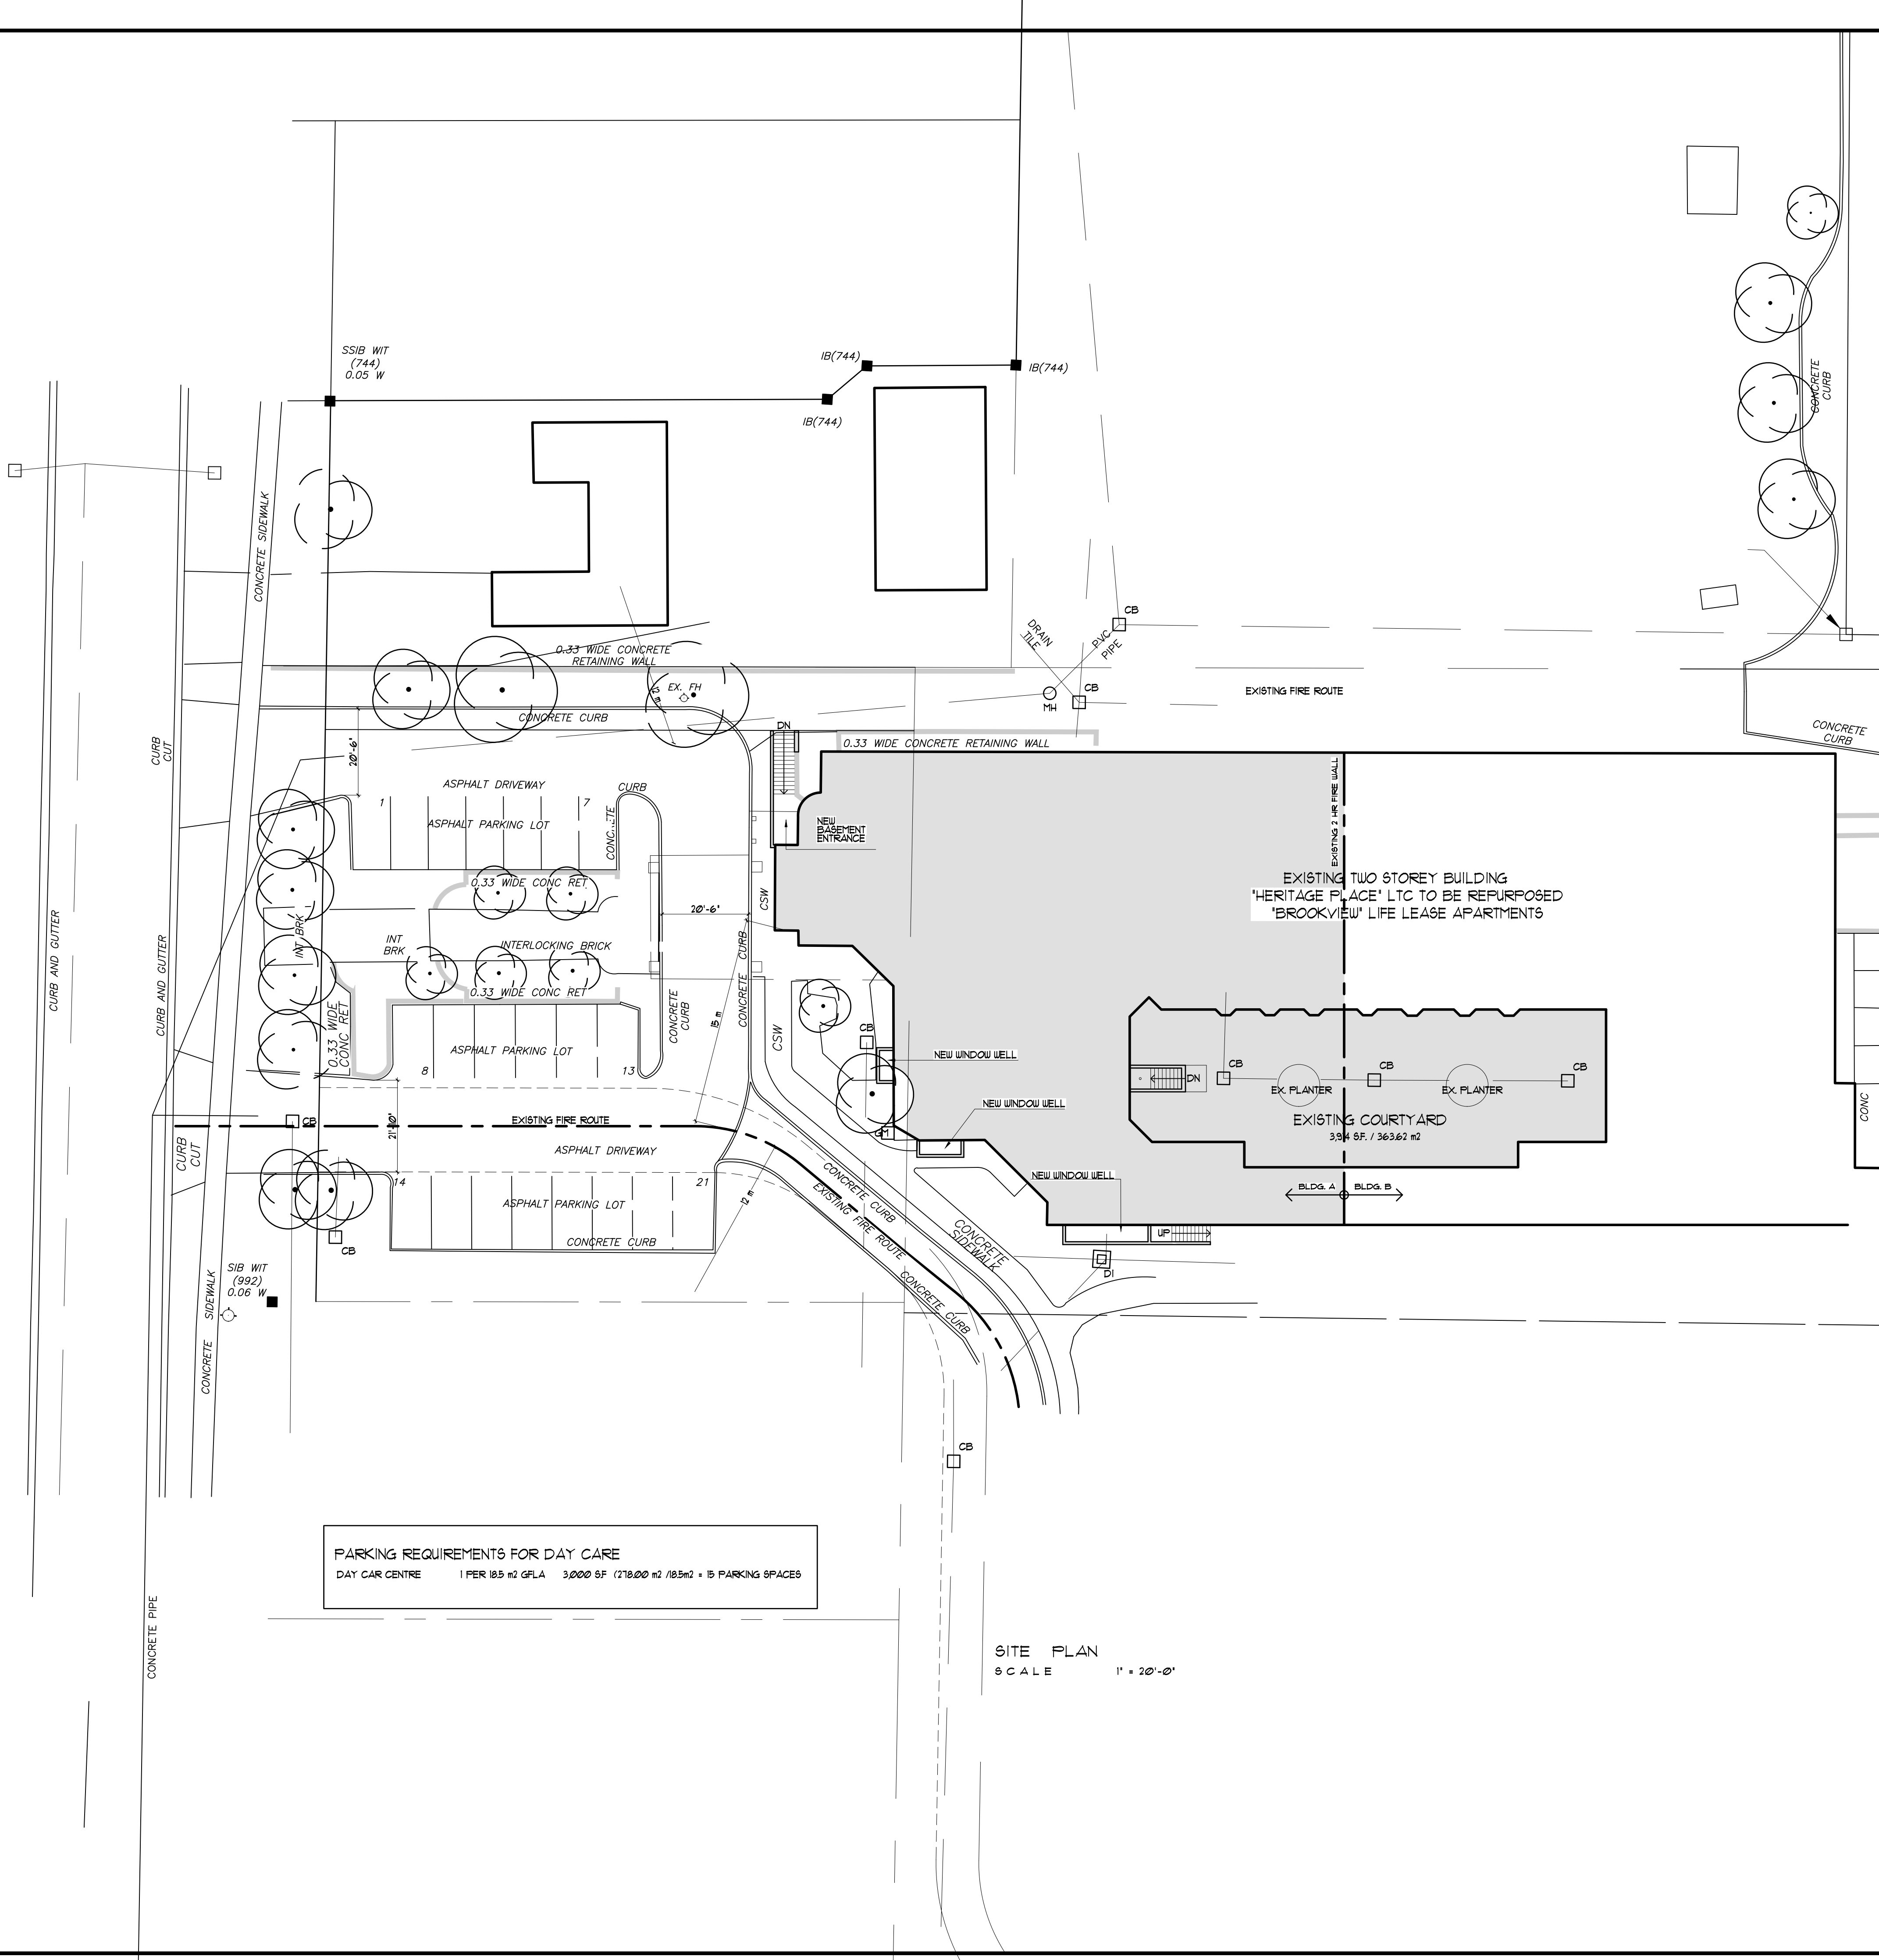 SSIB WIT
(744)
0.05 W
IB(744)
IB(744)
IB(744)
CONCRETE
CURB
CONCRETE SIDEWALK
CURB AND GUTTER
CURB AND GUTTER
CURB
CUT
0.33 WIDE CONCRETE
RETAINING WALL
EX. FH
CONCRETE CURB
DRAIN
TILE
PVC
PIPE
CB
CB
MH
EXISTING FIRE ROUTE
CONCRETE
CURB
DN
0.33 WIDE CONCRETE RETAINING WALL
20'-6"
ASPHALT DRIVEWAY
CURB
CONCRETE
1
7
ASPHALT PARKING LOT
NEW
BASEMENT
ENTRANCE
EXISTING 2 HR FIRE WALL
EXISTING TWO STOREY BUILDING
"HERITAGE PLACE" LTC TO BE REPURPOSED
"BROOKVIEW" LIFE LEASE APARTMENTS
0.33 WIDE CONC RET
20'-6"
CSW
INT BRK
INT
BRK
INTERLOCKING BRICK
CONCRETE CURB
0.33 WIDE CONC RET
0.33 WIDE
CONC RET
CONCRETE
CURB
15 m
CSW
CB
ASPHALT PARKING LOT
8
13
NEW WINDOW WELL
NEW WINDOW WELL
GM
DN
CB
CB
CB
EX. PLANTER
EX. PLANTER
EXISTING COURTYARD
3,914 S.F. / 363.62 m2
CONC
CB
21'-0"
EXISTING FIRE ROUTE
CURB
CUT
ASPHALT DRIVEWAY
14
21
ASPHALT PARKING LOT
CONCRETE CURB
CB
12 m
CONCRETE CURB
EXISTING FIRE ROUTE
CONCRETE CURB
CONCRETE
SIDEWALK
NEW WINDOW WELL
BLDG. A
BLDG. B
UP
DI
SIB WIT
(992)
0.06 W
CONCRETE SIDEWALK
CB
CONCRETE PIPE
PARKING REQUIREMENTS FOR DAY CARE
DAY CAR CENTRE 1 PER 18.5 m2 GFLA 3,000 S.F (278.00 m2 /18.5m2 = 15 PARKING SPACES
SITE PLAN
SCALE 1" = 20'-0"